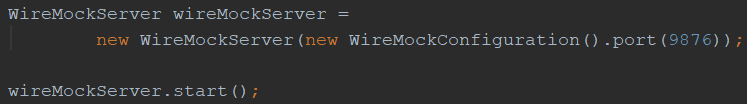 WireMockServer wireMockServer =
new WireMockServer(new WireMockConfiguration().port(9876));
wireMockServer.start();